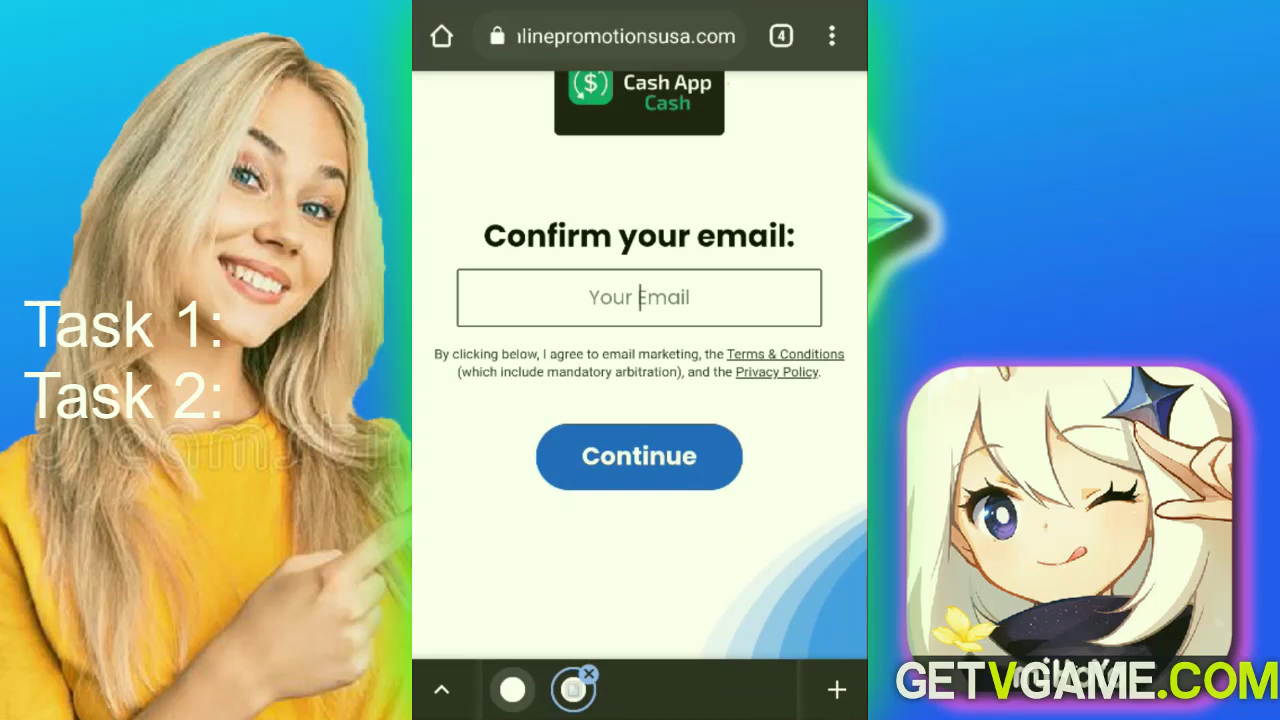 linepromotionsusa.com
4
$
Cash App
Cash
Confirm your email:
Your Email
By clicking below, I agree to email marketing, the Terms & Conditions
(which include mandatory arbitration), and the Privacy Policy.
Continue
Task 1:
Task 2:
GETVGAME.COM